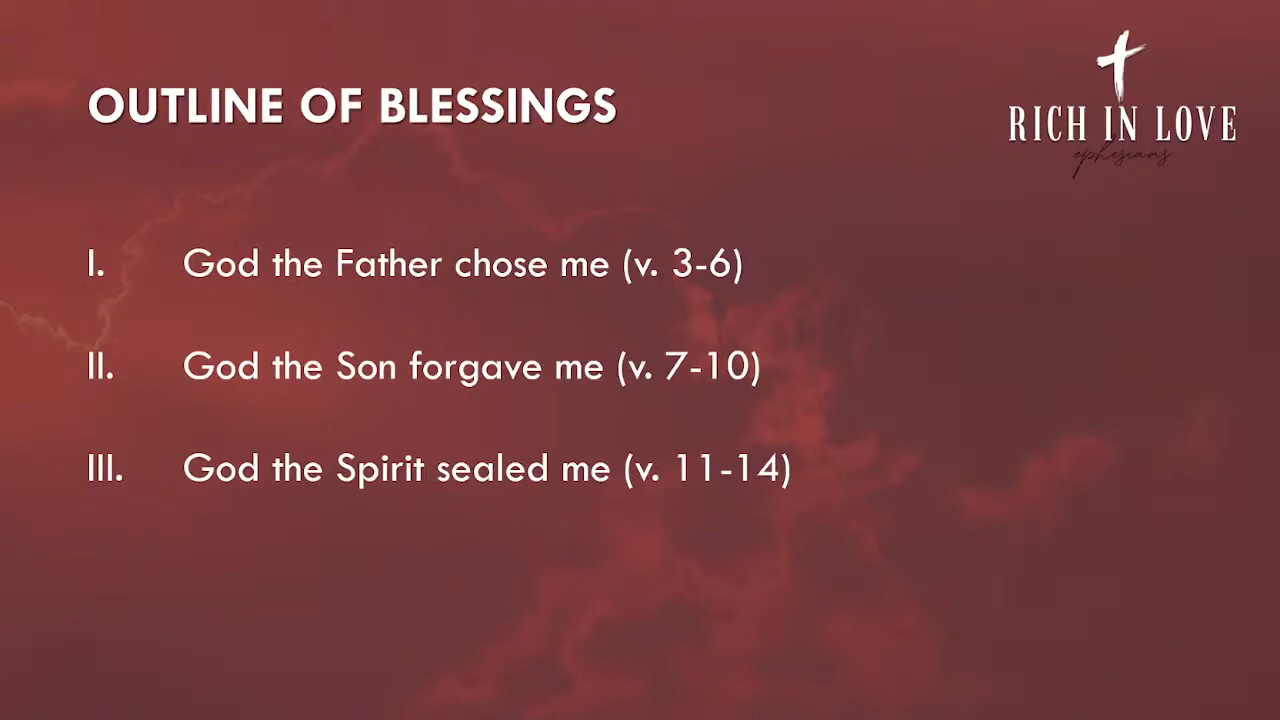 OUTLINE OF BLESSINGS
RICH IN LOVE
ephesians
I. God the Father chose me (v. 3-6)
II. God the Son forgave me (v. 7-10)
III. God the Spirit sealed me (v. 11-14)